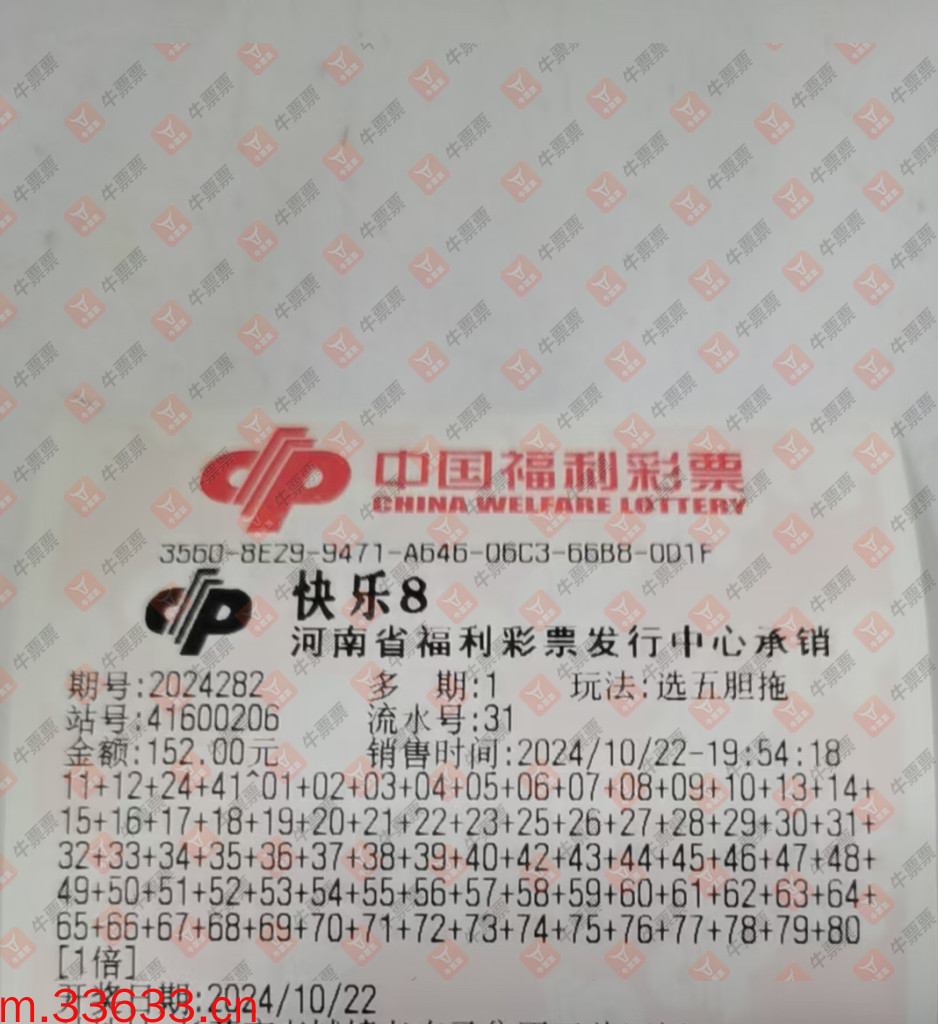 中国福利彩票
CHINA WELFARE LOTTERY
3560-8E29-9471-A646-06C3-66B8-0D1F
快乐8
河南省福利彩票发行中心承销
期号:2024282 多 期:1 玩法:选五胆拖
站号:41600206 流水号:31
金额:152.00元 销售时间:2024/10/22-19:54:18
11+12+24+41^01+02+03+04+05+06+07+08+09+10+13+14+
15+16+17+18+19+20+21+22+23+25+26+27+28+29+30+31+
32+33+34+35+36+37+38+39+40+42+43+44+45+46+47+48+
49+50+51+52+53+54+55+56+57+58+59+60+61+62+63+64+
65+66+67+68+69+70+71+72+73+74+75+76+77+78+79+80
[1倍]
开奖日期:2024/10/22
m.33633.cn
牛票票